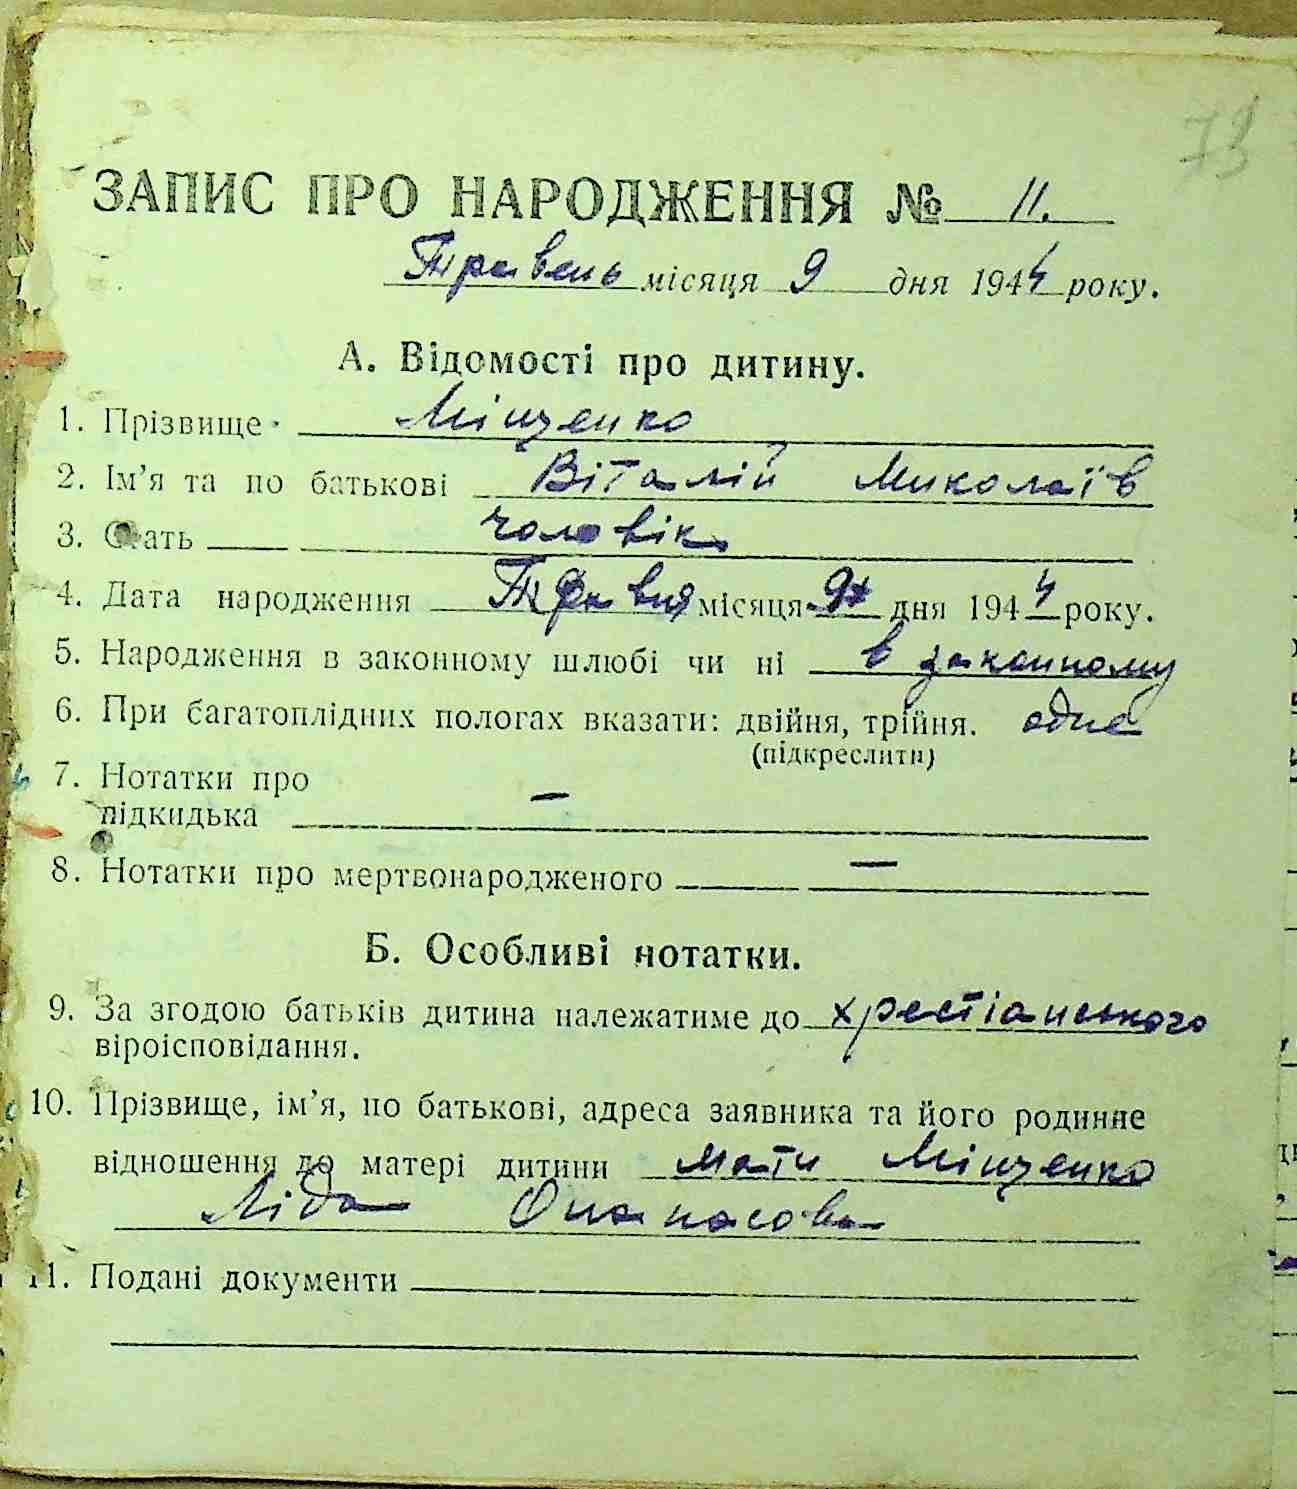 73
ЗАПИС ПРО НАРОДЖЕННЯ № 11.
Травень місяця 9 дня 1944 року.
А. Відомості про дитину.
1. Прізвище Міщенко
2. Ім'я та по батькові Віталій Миколаїв
3. Стать чоловік
4. Дата народження Травня місяця 9 дня 1944 року.
5. Народження в законному шлюбі чи ні в законному
6. При багатоплідних пологах вказати: двійня, трійня. одне
(підкреслити)
7. Нотатки про
підкидька —
8. Нотатки про мертвонародженого —
Б. Особливі нотатки.
9. За згодою батьків дитина належатиме до хрестіанського
віроісповідання.
10. Прізвище, ім'я, по батькові, адреса заявника та його родинне
відношення до матері дитини мати Міщенко
Ліда Опанасова
11. Подані документи